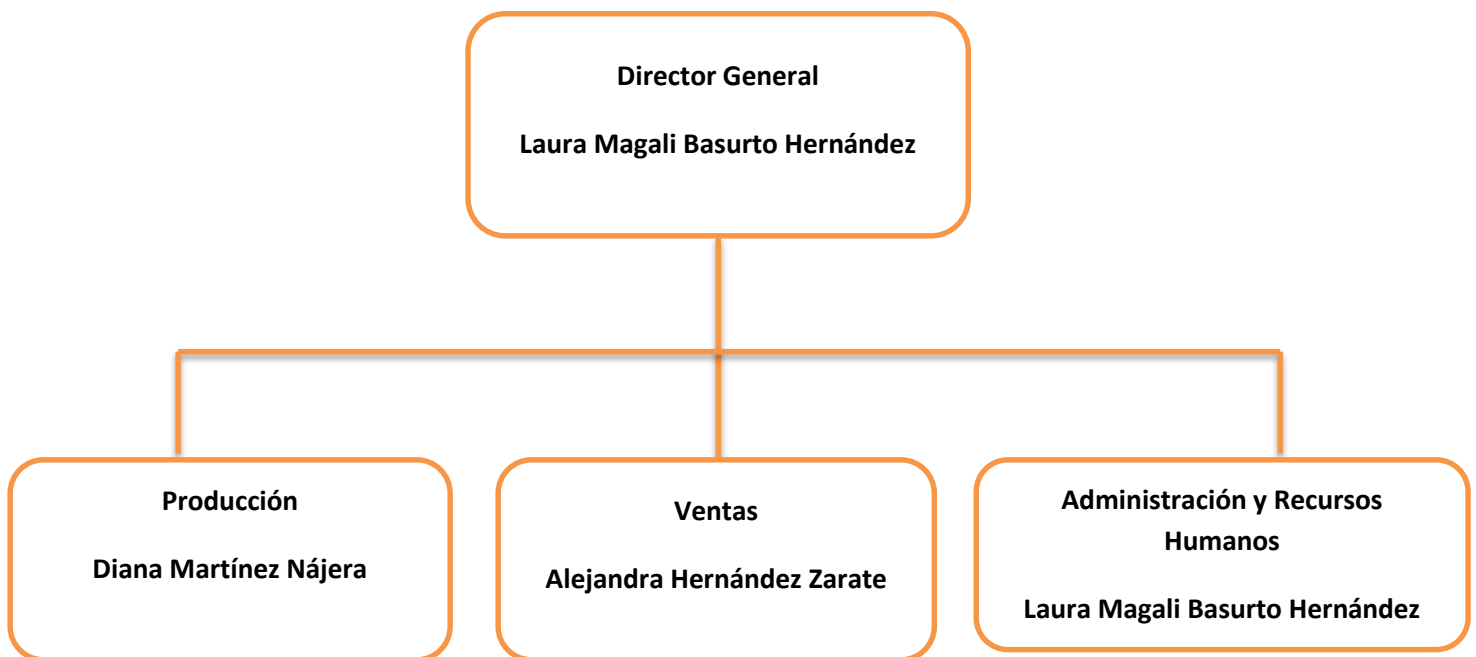 Director General
Laura Magali Basurto Hernández
Producción
Diana Martínez Nájera
Ventas
Alejandra Hernández Zarate
Administración y Recursos
Humanos
Laura Magali Basurto Hernández